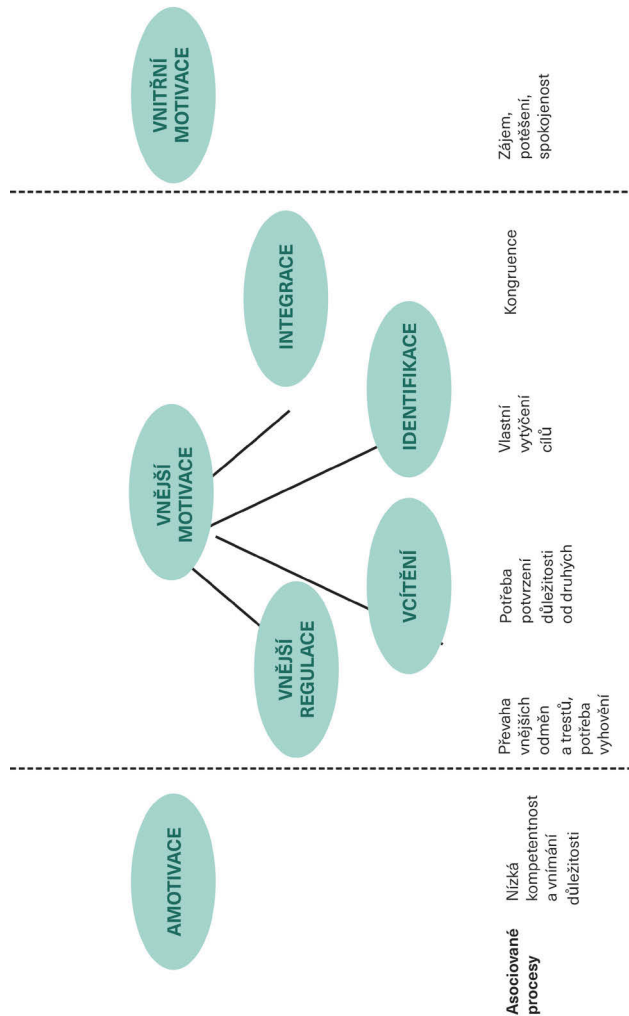 AMOTIVACE
VNĚJŠÍ
MOTIVACE
VNITŘNÍ
MOTIVACE
VNĚJŠÍ
REGULACE
INTEGRACE
VCÍTĚNÍ
IDENTIFIKACE
Asociované
procesy
Nízká
kompetentnost
a vnímání
důležitosti
Převaha
vnějších
odměn
a trestů,
potřeba
vyhovění
Potřeba
potvrzení
důležitosti
od druhých
Vlastní
vytýčení
cílů
Kongruence
Zájem,
potěšení,
spokojenost